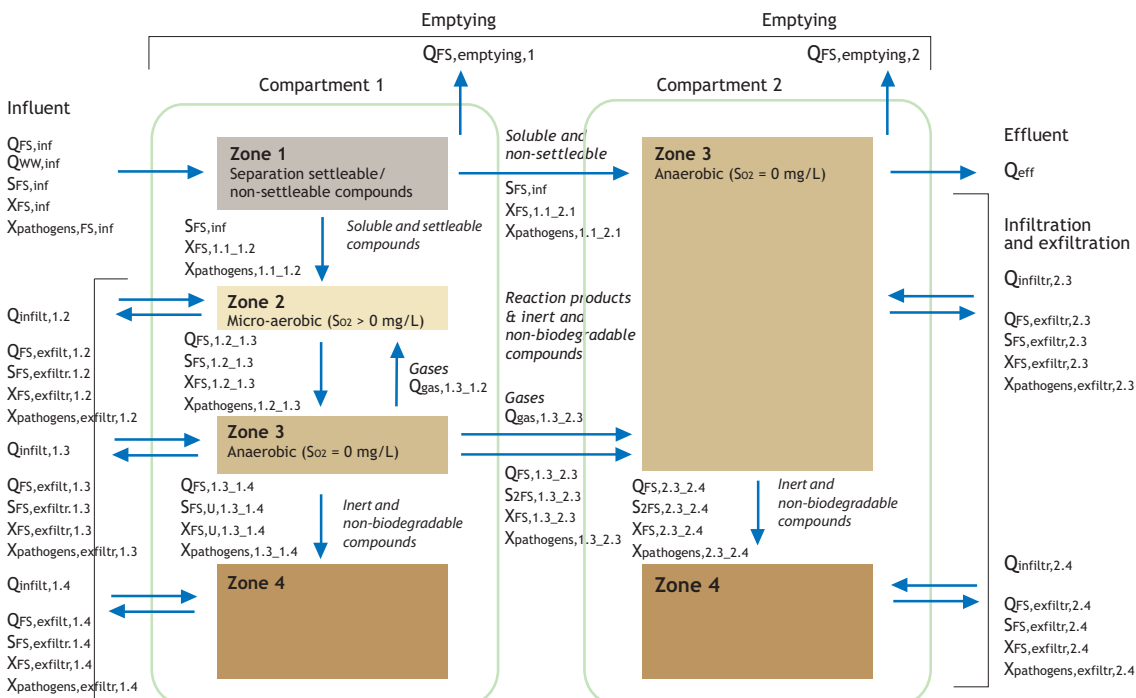 Emptying
Emptying
QFS,emptying,1
QFS,emptying,2
Compartment 1
Compartment 2
Influent
QFS,inf
QWW,inf
SFS,inf
XFS,inf
Xpathogens,FS,inf
Zone 1
Separation settleable/
non-settleable compounds
Soluble and
non-settleable
SFS,inf
XFS,1.1_2.1
Xpathogens,1.1_2.1
Zone 3
Anaerobic (SO2 = 0 mg/L)
Effluent
Qeff
SFS,inf
XFS,1.1_1.2
Xpathogens,1.1_1.2
Soluble and settleable
compounds
Infiltration
and exfiltration
Qinfiltr,2.3
QFS,exfiltr,2.3
SFS,exfiltr,2.3
XFS,exfiltr,2.3
Xpathogens,exfiltr,2.3
Zone 2
Micro-aerobic (SO2 > 0 mg/L)
Reaction products
& inert and
non-biodegradable
compounds
Qinfilt,1.2
QFS,exfilt,1.2
SFS,exfiltr.1.2
XFS,exfiltr,1.2
Xpathogens,exfiltr,1.2
QFS,1.2_1.3
SFS,1.2_1.3
XFS,1.2_1.3
Xpathogens,1.2_1.3
Gases
Qgas,1.3_1.2
Gases
Qgas,1.3_2.3
Zone 3
Anaerobic (SO2 = 0 mg/L)
Qinfilt,1.3
QFS,exfilt,1.3
SFS,exfiltr.1.3
XFS,exfiltr,1.3
Xpathogens,exfiltr,1.3
QFS,1.3_1.4
SFS,U,1.3_1.4
XFS,U,1.3_1.4
Xpathogens,1.3_1.4
Inert and
non-biodegradable
compounds
QFS,1.3_2.3
S2FS,1.3_2.3
XFS,1.3_2.3
Xpathogens,1.3_2.3
QFS,2.3_2.4
S2FS,2.3_2.4
XFS,2.3_2.4
Xpathogens,2.3_2.4
Inert and
non-biodegradable
compounds
Zone 4
Zone 4
Qinfilt,1.4
QFS,exfilt,1.4
SFS,exfiltr.1.4
XFS,exfiltr,1.4
Xpathogens,exfiltr,1.4
Qinfiltr,2.4
QFS,exfiltr,2.4
SFS,exfiltr,2.4
XFS,exfiltr,2.4
Xpathogens,exfiltr,2.4